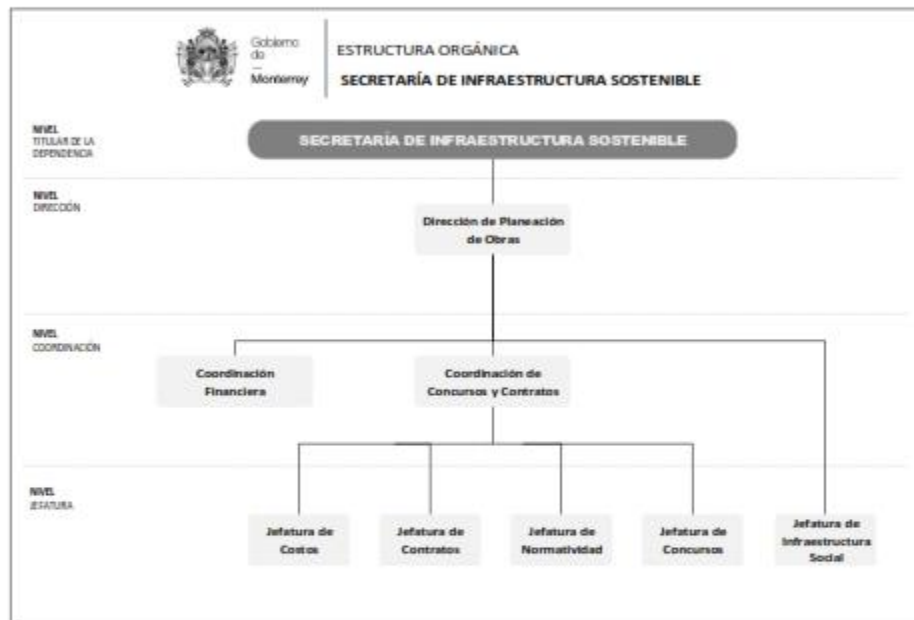 Gobierno
de
—
Monterrey
ESTRUCTURA ORGÁNICA
SECRETARÍA DE INFRAESTRUCTURA SOSTENIBLE
NIVEL
TITULAR DE LA
DEPENDENCIA
SECRETARÍA DE INFRAESTRUCTURA SOSTENIBLE
NIVEL
DIRECCIÓN
Dirección de Planeación
de Obras
NIVEL
COORDINACIÓN
Coordinación
Financiera
Coordinación de
Concursos y Contratos
NIVEL
JEFATURA
Jefatura de
Costos
Jefatura de
Contratos
Jefatura de
Normatividad
Jefatura de
Concursos
Jefatura de
Infraestructura
Social